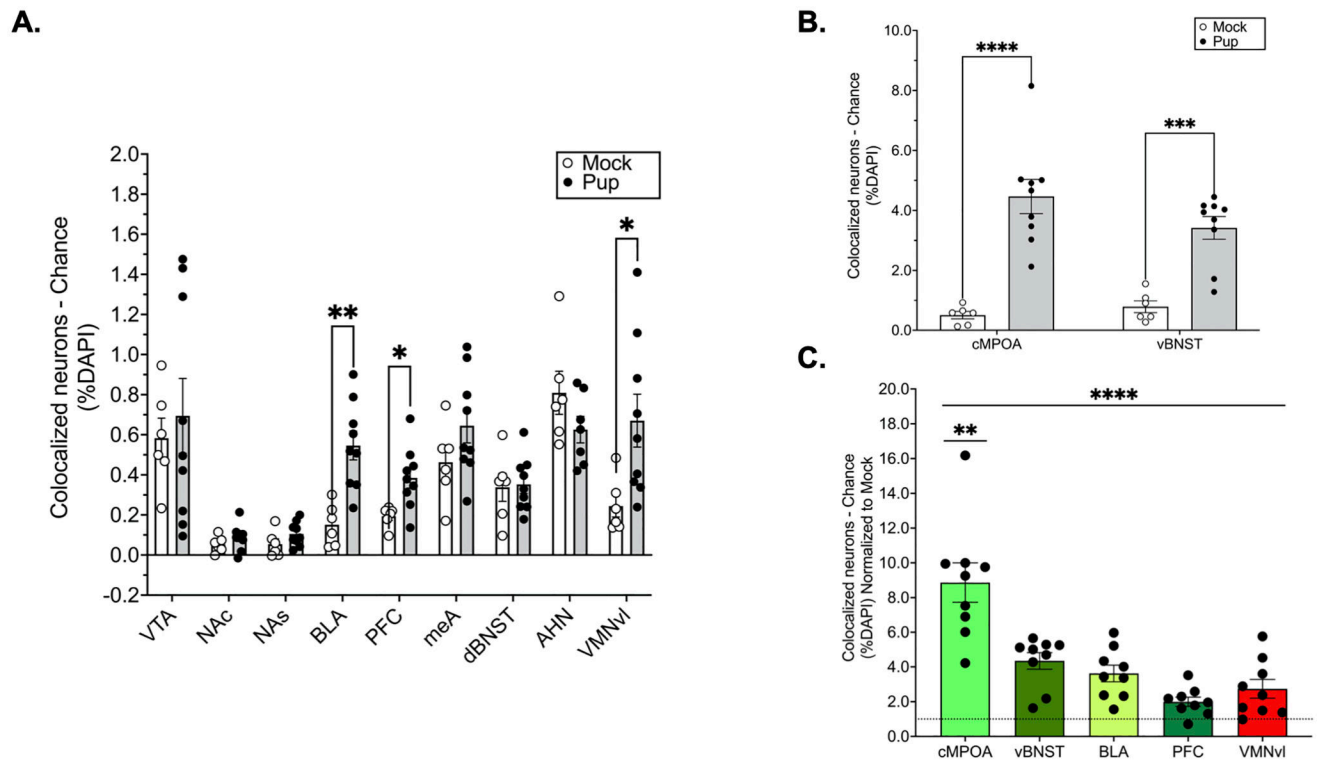 A.
Colocalized neurons - Chance
(%DAPI)
2.0
1.8
1.6
1.4
1.2
1.0
0.8
0.6
0.4
0.2
0.0
-0.2
Mock
Pup
**
*
*
VTA
NAc
NAs
BLA
PFC
meA
dBNST
AHN
VMNvl
B.
Colocalized neurons - Chance
(%DAPI)
10.0
8.0
6.0
4.0
2.0
0.0
Mock
Pup
****
***
cMPOA
vBNST
C.
Colocalized neurons - Chance
(%DAPI) Normalized to Mock
20.0
18.0
16.0
14.0
12.0
10.0
8.0
6.0
4.0
2.0
0.0
****
**
cMPOA
vBNST
BLA
PFC
VMNvl